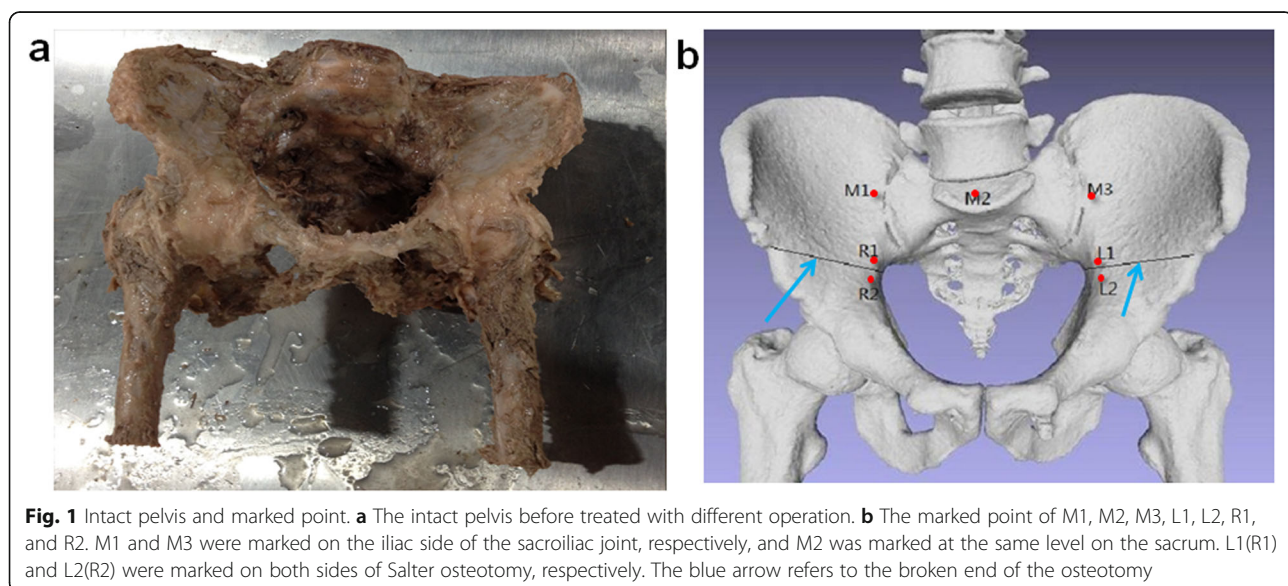 a
b
M1
M2
M3
R1
L1
R2
L2
Fig. 1 Intact pelvis and marked point. a The intact pelvis before treated with different operation. b The marked point of M1, M2, M3, L1, L2, R1,
and R2. M1 and M3 were marked on the iliac side of the sacroiliac joint, respectively, and M2 was marked at the same level on the sacrum. L1(R1)
and L2(R2) were marked on both sides of Salter osteotomy, respectively. The blue arrow refers to the broken end of the osteotomy